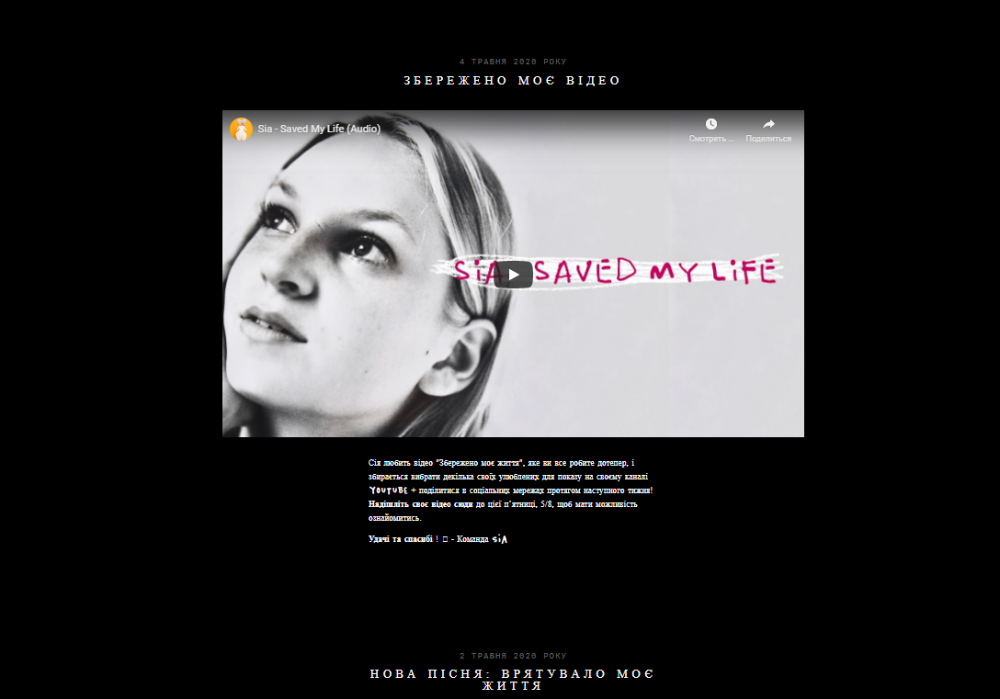 4 ТРАВНЯ 2020 РОКУ
ЗБЕРЕЖЕНО МОЄ ВІДЕО
Sia - Saved My Life (Audio)
Смотреть ...
Поделиться
SiA SAVED MY LiFE
Сія любить відео "Збережено моє життя", яке ви все робите дотепер, і
збирається вибрати декілька своїх улюблених для показу на своєму каналі
YOUTUBE + поділитися в соціальних мережах протягом наступного тижня!
Надішліть своє відео сюди до цієї п'ятниці, 5/8, щоб мати можливість
ознайомитись.
Удачі та спасибі ! □ - Команда SiA
2 ТРАВНЯ 2020 РОКУ
НОВА ПІСНЯ: ВРЯТУВАЛО МОЄ
ЖИТТЯ